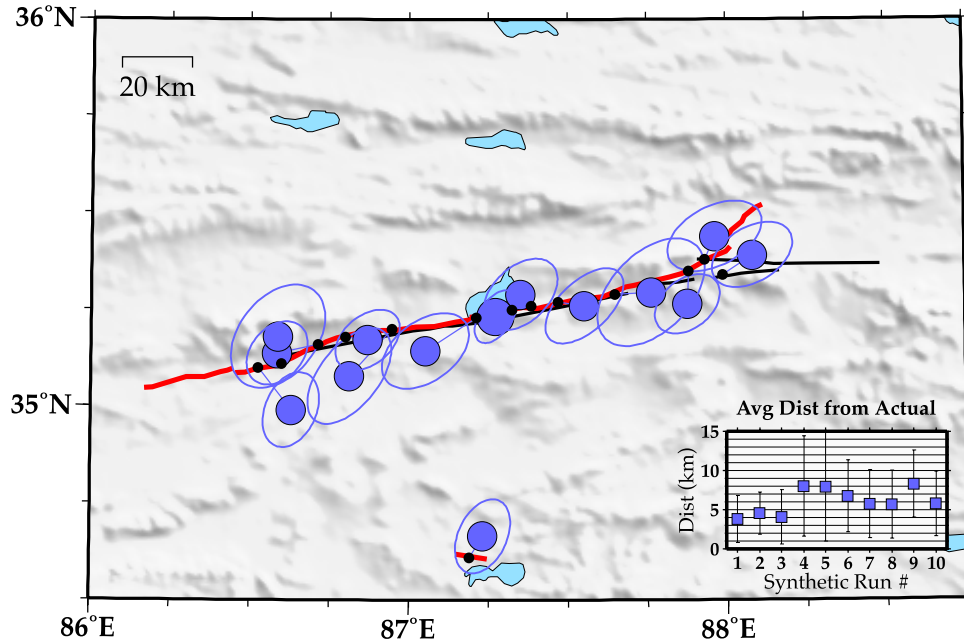 36°N
20 km
35°N
Avg Dist from Actual
15
10
5
0
Dist (km)
1 2 3 4 5 6 7 8 9 10
Synthetic Run #
86°E 87°E 88°E